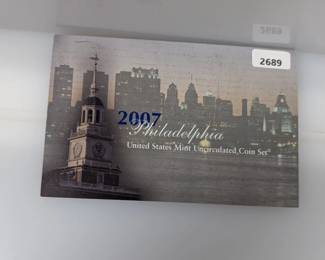 2689
2007
Philadelphia
United States Mint Uncirculated Coin Set®